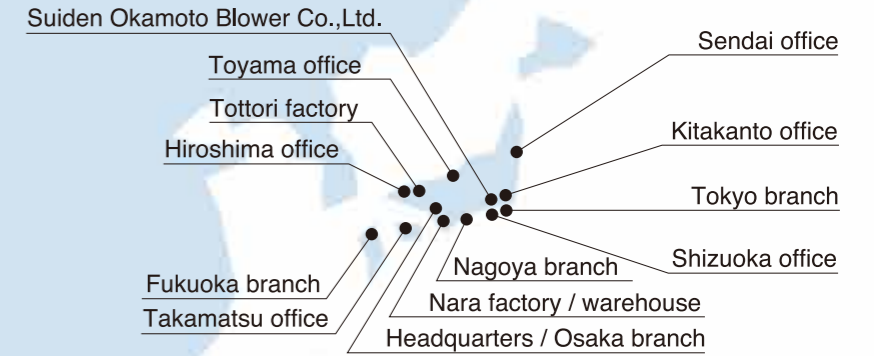 Suiden Okamoto Blower Co.,Ltd.
Toyama office
Tottori factory
Hiroshima office
Sendai office
Kitakanto office
Tokyo branch
Shizuoka office
Nagoya branch
Nara factory / warehouse
Headquarters / Osaka branch
Fukuoka branch
Takamatsu office